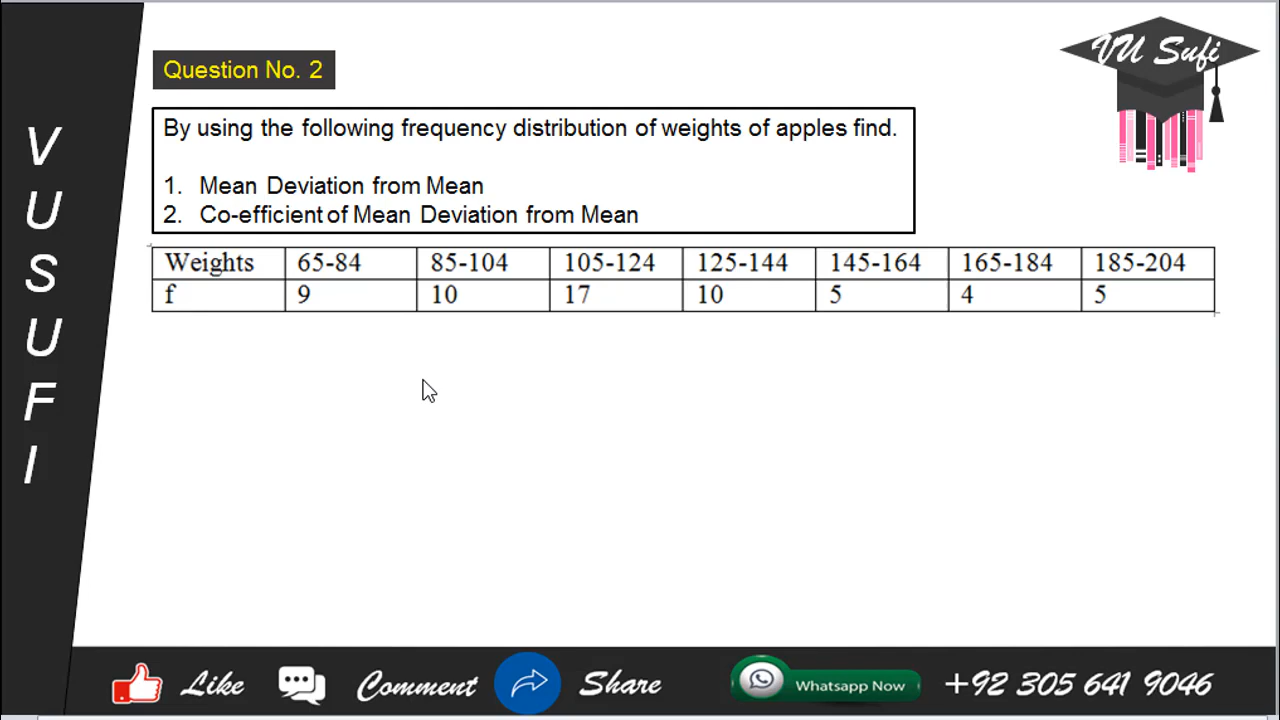 VU Sufi
V
U
S
U
F
I
Question No. 2
By using the following frequency distribution of weights of apples find.
1. Mean Deviation from Mean
2. Co-efficient of Mean Deviation from Mean
Weights 65-84 85-104 105-124 125-144 145-164 165-184 185-204
f 9 10 17 10 5 4 5
Like Comment Share Whatsapp Now +92 305 641 9046